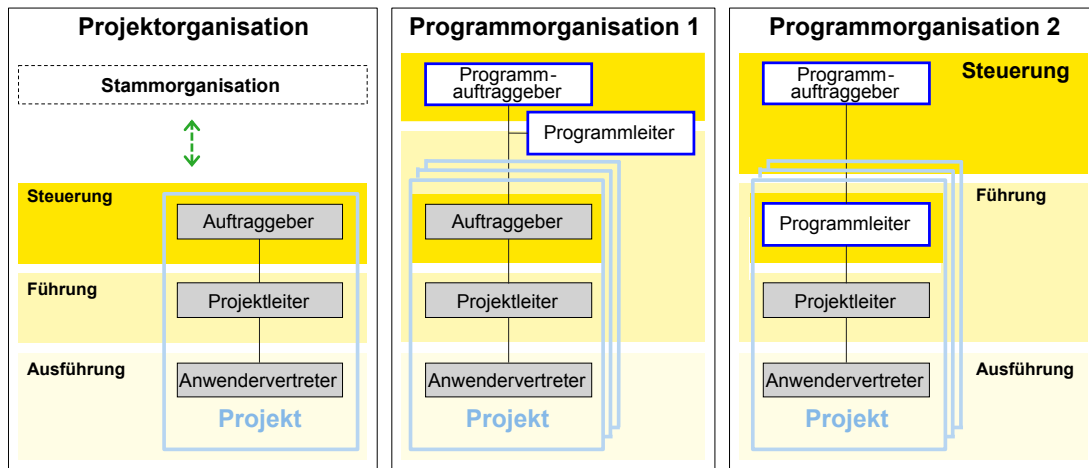 Projektorganisation
Stammorganisation
Steuerung
Auftraggeber
Führung
Projektleiter
Ausführung
Anwendervertreter
Projekt
Programmorganisation 1
Programm-
auftraggeber
Programmleiter
Auftraggeber
Projektleiter
Anwendervertreter
Projekt
Programmorganisation 2
Steuerung
Programm-
auftraggeber
Führung
Programmleiter
Projektleiter
Ausführung
Anwendervertreter
Projekt